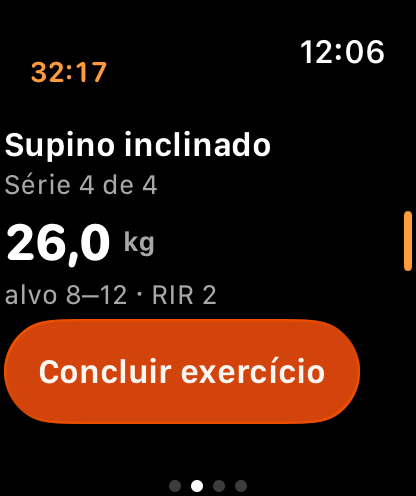 12:06
32:17
Supino inclinado
Série 4 de 4
26,0 kg
alvo 8–12 · RIR 2
Concluir exercício